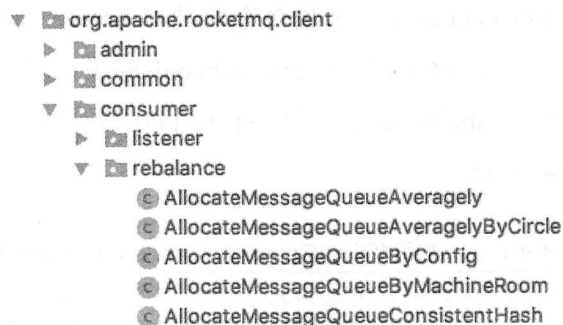 org.apache.rocketmq.client
admin
common
consumer
listener
rebalance
AllocateMessageQueueAveragely
AllocateMessageQueueAveragelyByCircle
AllocateMessageQueueByConfig
AllocateMessageQueueByMachineRoom
AllocateMessageQueueConsistentHash